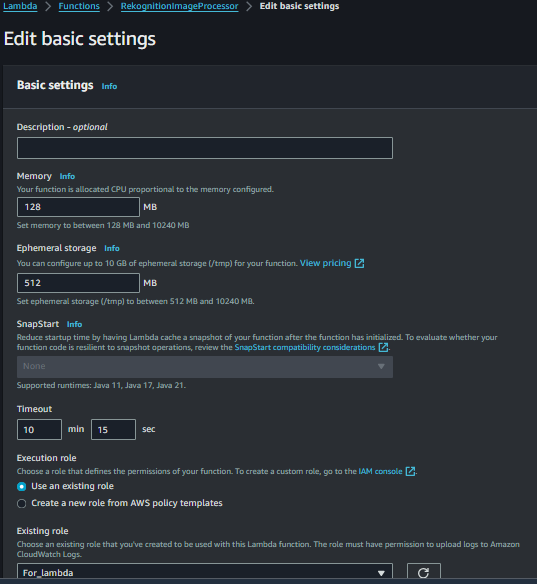 Lambda > Functions > RekognitionImageProcessor > Edit basic settings
Edit basic settings
Basic settings Info
Description - optional
Memory Info
Your function is allocated CPU proportional to the memory configured.
128 MB
Set memory to between 128 MB and 10240 MB
Ephemeral storage Info
You can configure up to 10 GB of ephemeral storage (/tmp) for your function. View pricing
512 MB
Set ephemeral storage (/tmp) to between 512 MB and 10240 MB.
SnapStart Info
Reduce startup time by having Lambda cache a snapshot of your function after the function has initialized. To evaluate whether your
function code is resilient to snapshot operations, review the SnapStart compatibility considerations.
None
Supported runtimes: Java 11, Java 17, Java 21.
Timeout
10 min 15 sec
Execution role
Choose a role that defines the permissions of your function. To create a custom role, go to the IAM console.
Use an existing role
Create a new role from AWS policy templates
Existing role
Choose an existing role that you've created to be used with this Lambda function. The role must have permission to upload logs to Amazon
CloudWatch Logs.
For_lambda